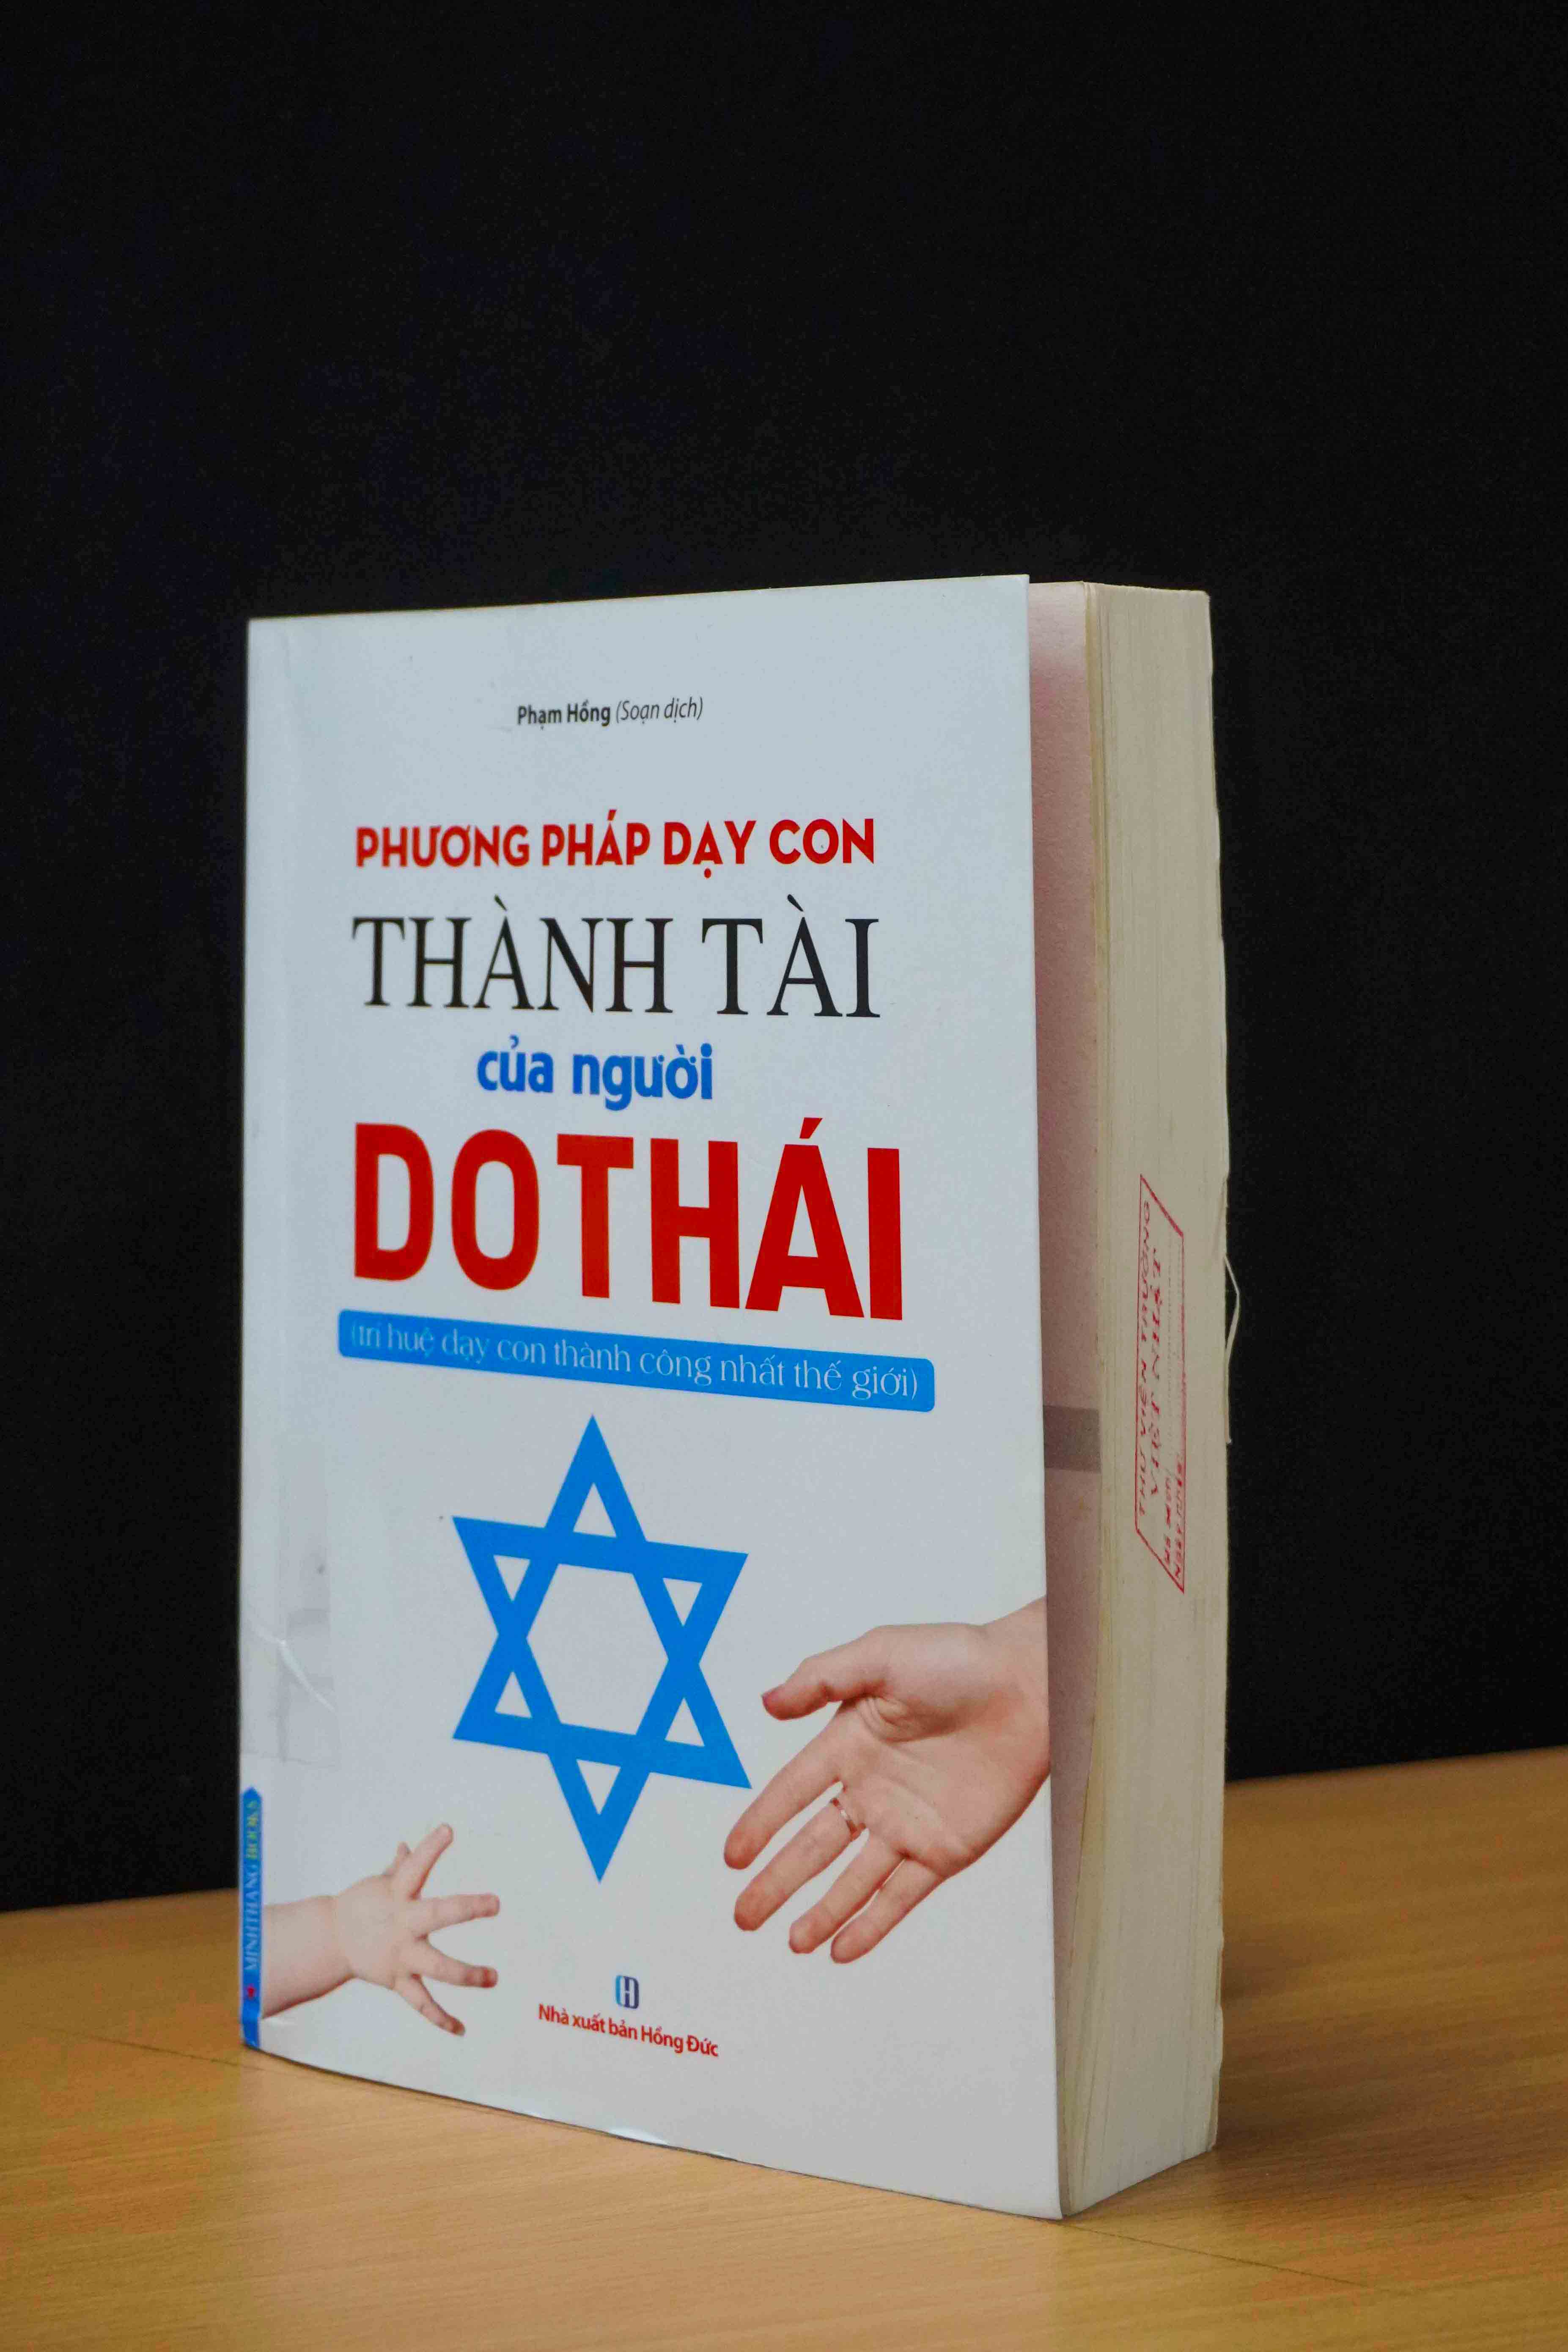 Phạm Hồng (Soạn dịch)
PHƯƠNG PHÁP DẠY CON
THÀNH TÀI
của người
DO THÁI
(trí huệ dạy con thành công nhất thế giới)
MINHTHANG BOOKS
H
Nhà xuất bản Hồng Đức
THƯ VIỆN TRƯỜNG